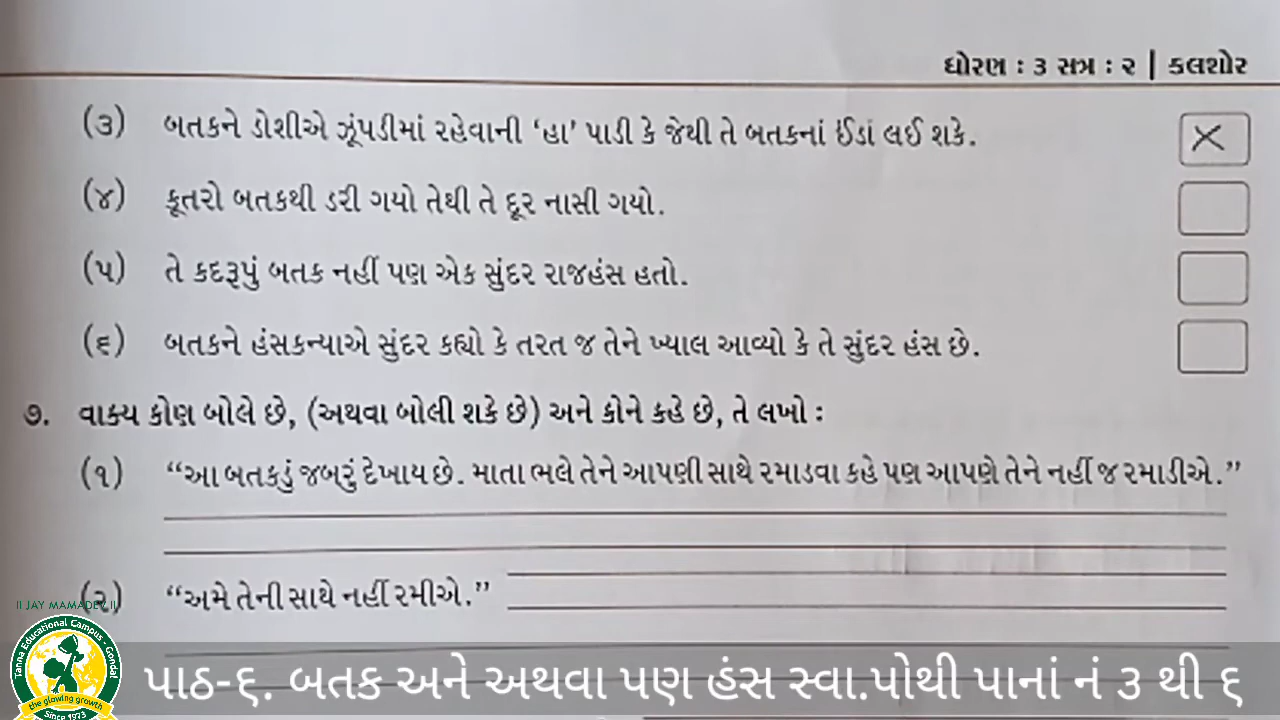 ધોરણ : ૩ સત્ર : ૨ | કલશોર
(૩) બતકને ડોશીએ ઝૂંપડીમાં રહેવાની ‘હા’ પાડી કે જેથી તે બતકનાં ઈંડાં લઈ શકે. ×
(૪) કૂતરો બતકથી ડરી ગયો તેથી તે દૂર નાસી ગયો.
(૫) તે કદરૂપું બતક નહીં પણ એક સુંદર રાજહંસ હતો.
(૬) બતકને હંસકન્યાએ સુંદર કહ્યો કે તરત જ તેને ખ્યાલ આવ્યો કે તે સુંદર હંસ છે.
૭. વાક્ય કોણ બોલે છે, (અથવા બોલી શકે છે) અને કોને કહે છે, તે લખો :
(૧) “આ બતકડું જબરું દેખાય છે. માતા ભલે તેને આપણી સાથે રમાડવા કહે પણ આપણે તેને નહીં જ રમાડીએ.”
(૨) “અમે તેની સાથે નહીં રમીએ.”
|| JAY MAMADEV ||
Tanna Educational Campus - Gondal
the glowing growth
Since 1973
પાઠ-૬. બતક અને અથવા પણ હંસ સ્વા.પોથી પાનાં નં ૩ થી ૬